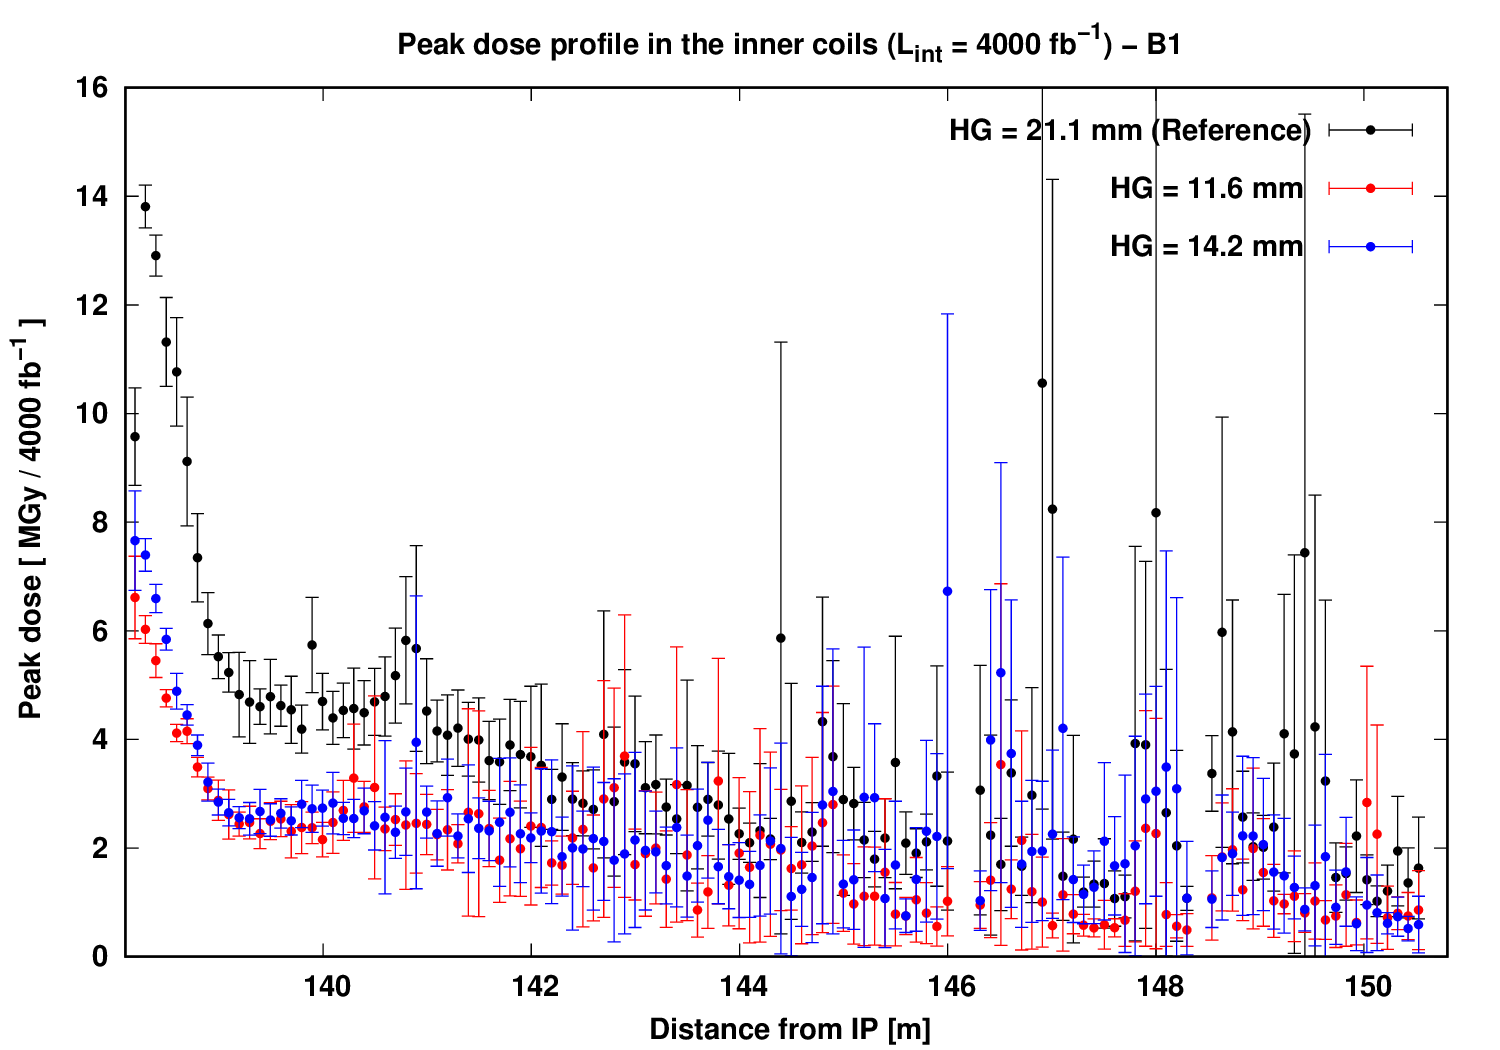 Peak dose profile in the inner coils (L_int = 4000 fb⁻¹) – B1
16
14
12
10
8
6
4
2
0
HG = 21.1 mm (Reference)
HG = 11.6 mm
HG = 14.2 mm
Peak dose [ MGy / 4000 fb⁻¹ ]
140 142 144 146 148 150
Distance from IP [m]